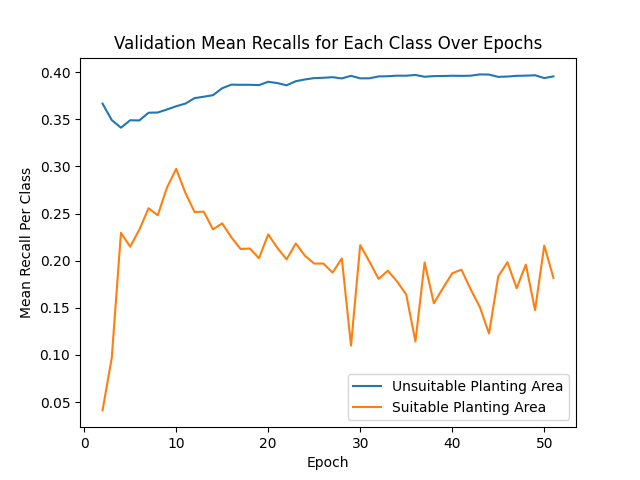 Validation Mean Recalls for Each Class Over Epochs
Mean Recall Per Class
0.40
0.35
0.30
0.25
0.20
0.15
0.10
0.05
Unsuitable Planting Area
Suitable Planting Area
0 10 20 30 40 50
Epoch